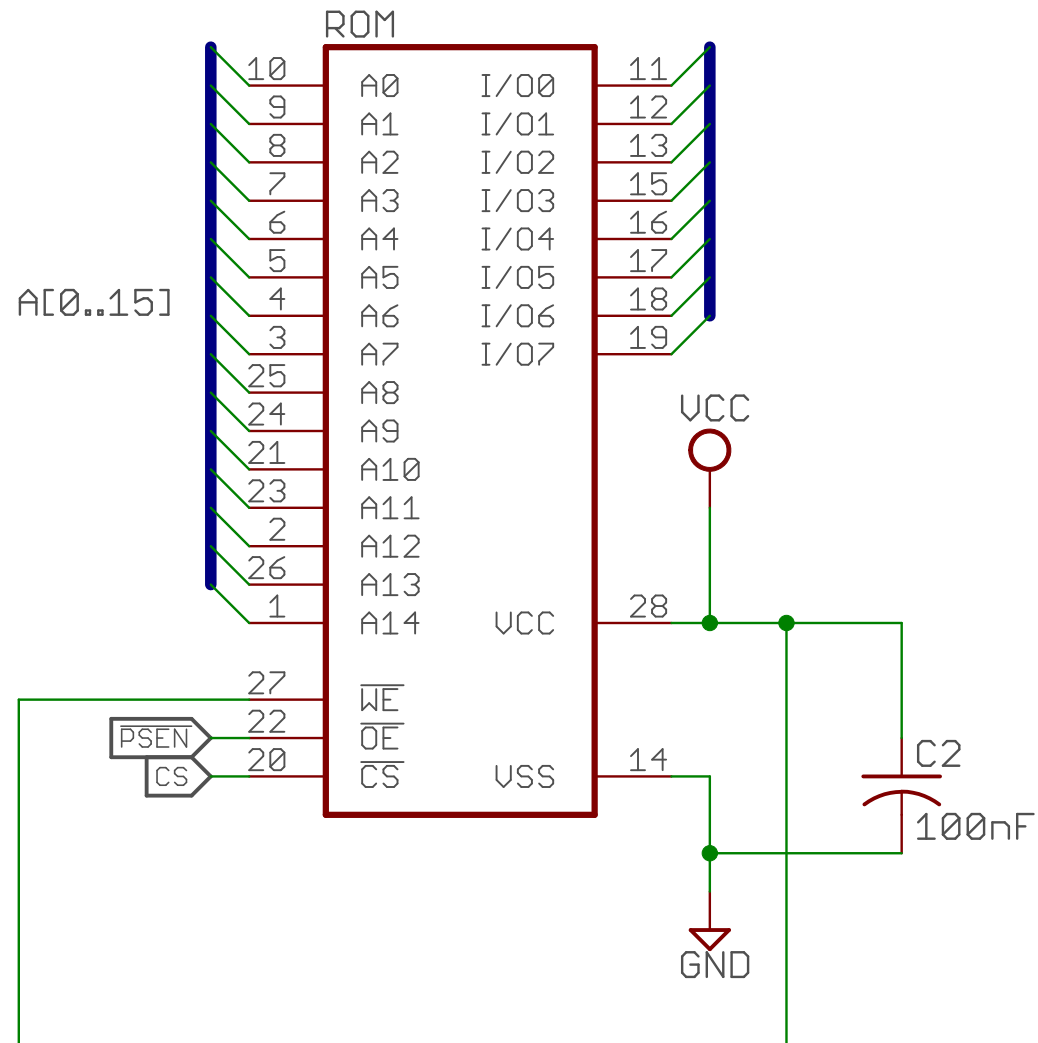 ROM
10 A0 I/O0 11
9 A1 I/O1 12
8 A2 I/O2 13
7 A3 I/O3 15
6 A4 I/O4 16
5 A5 I/O5 17
A[0..15] 4 A6 I/O6 18
3 A7 I/O7 19
25 A8
24 A9
VCC
21 A10
23 A11
2 A12
26 A13
1 A14 VCC 28
27 WE
PSEN 22 OE
CS 20 CS VSS 14
C2
100nF
GND